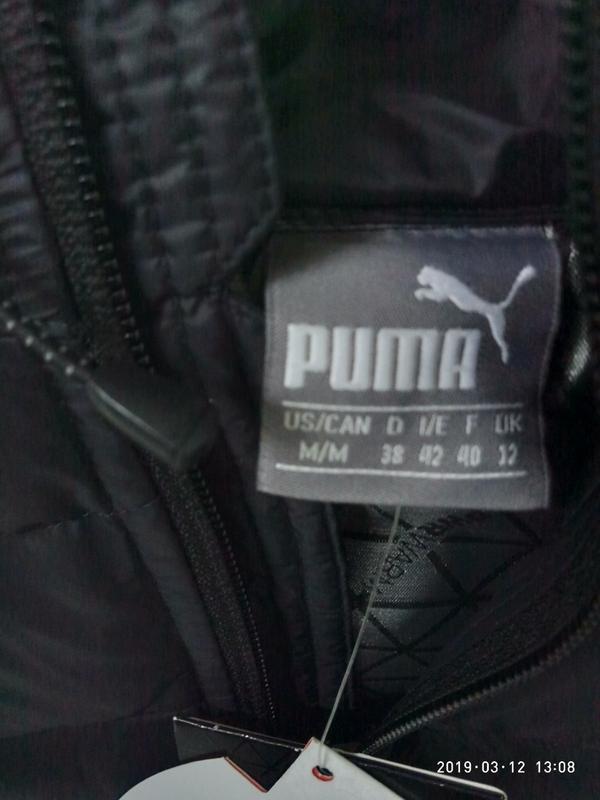 PUMA
US/CAN D I/E F UK
M/M 38 42 40 12
2019·03·12 13:08